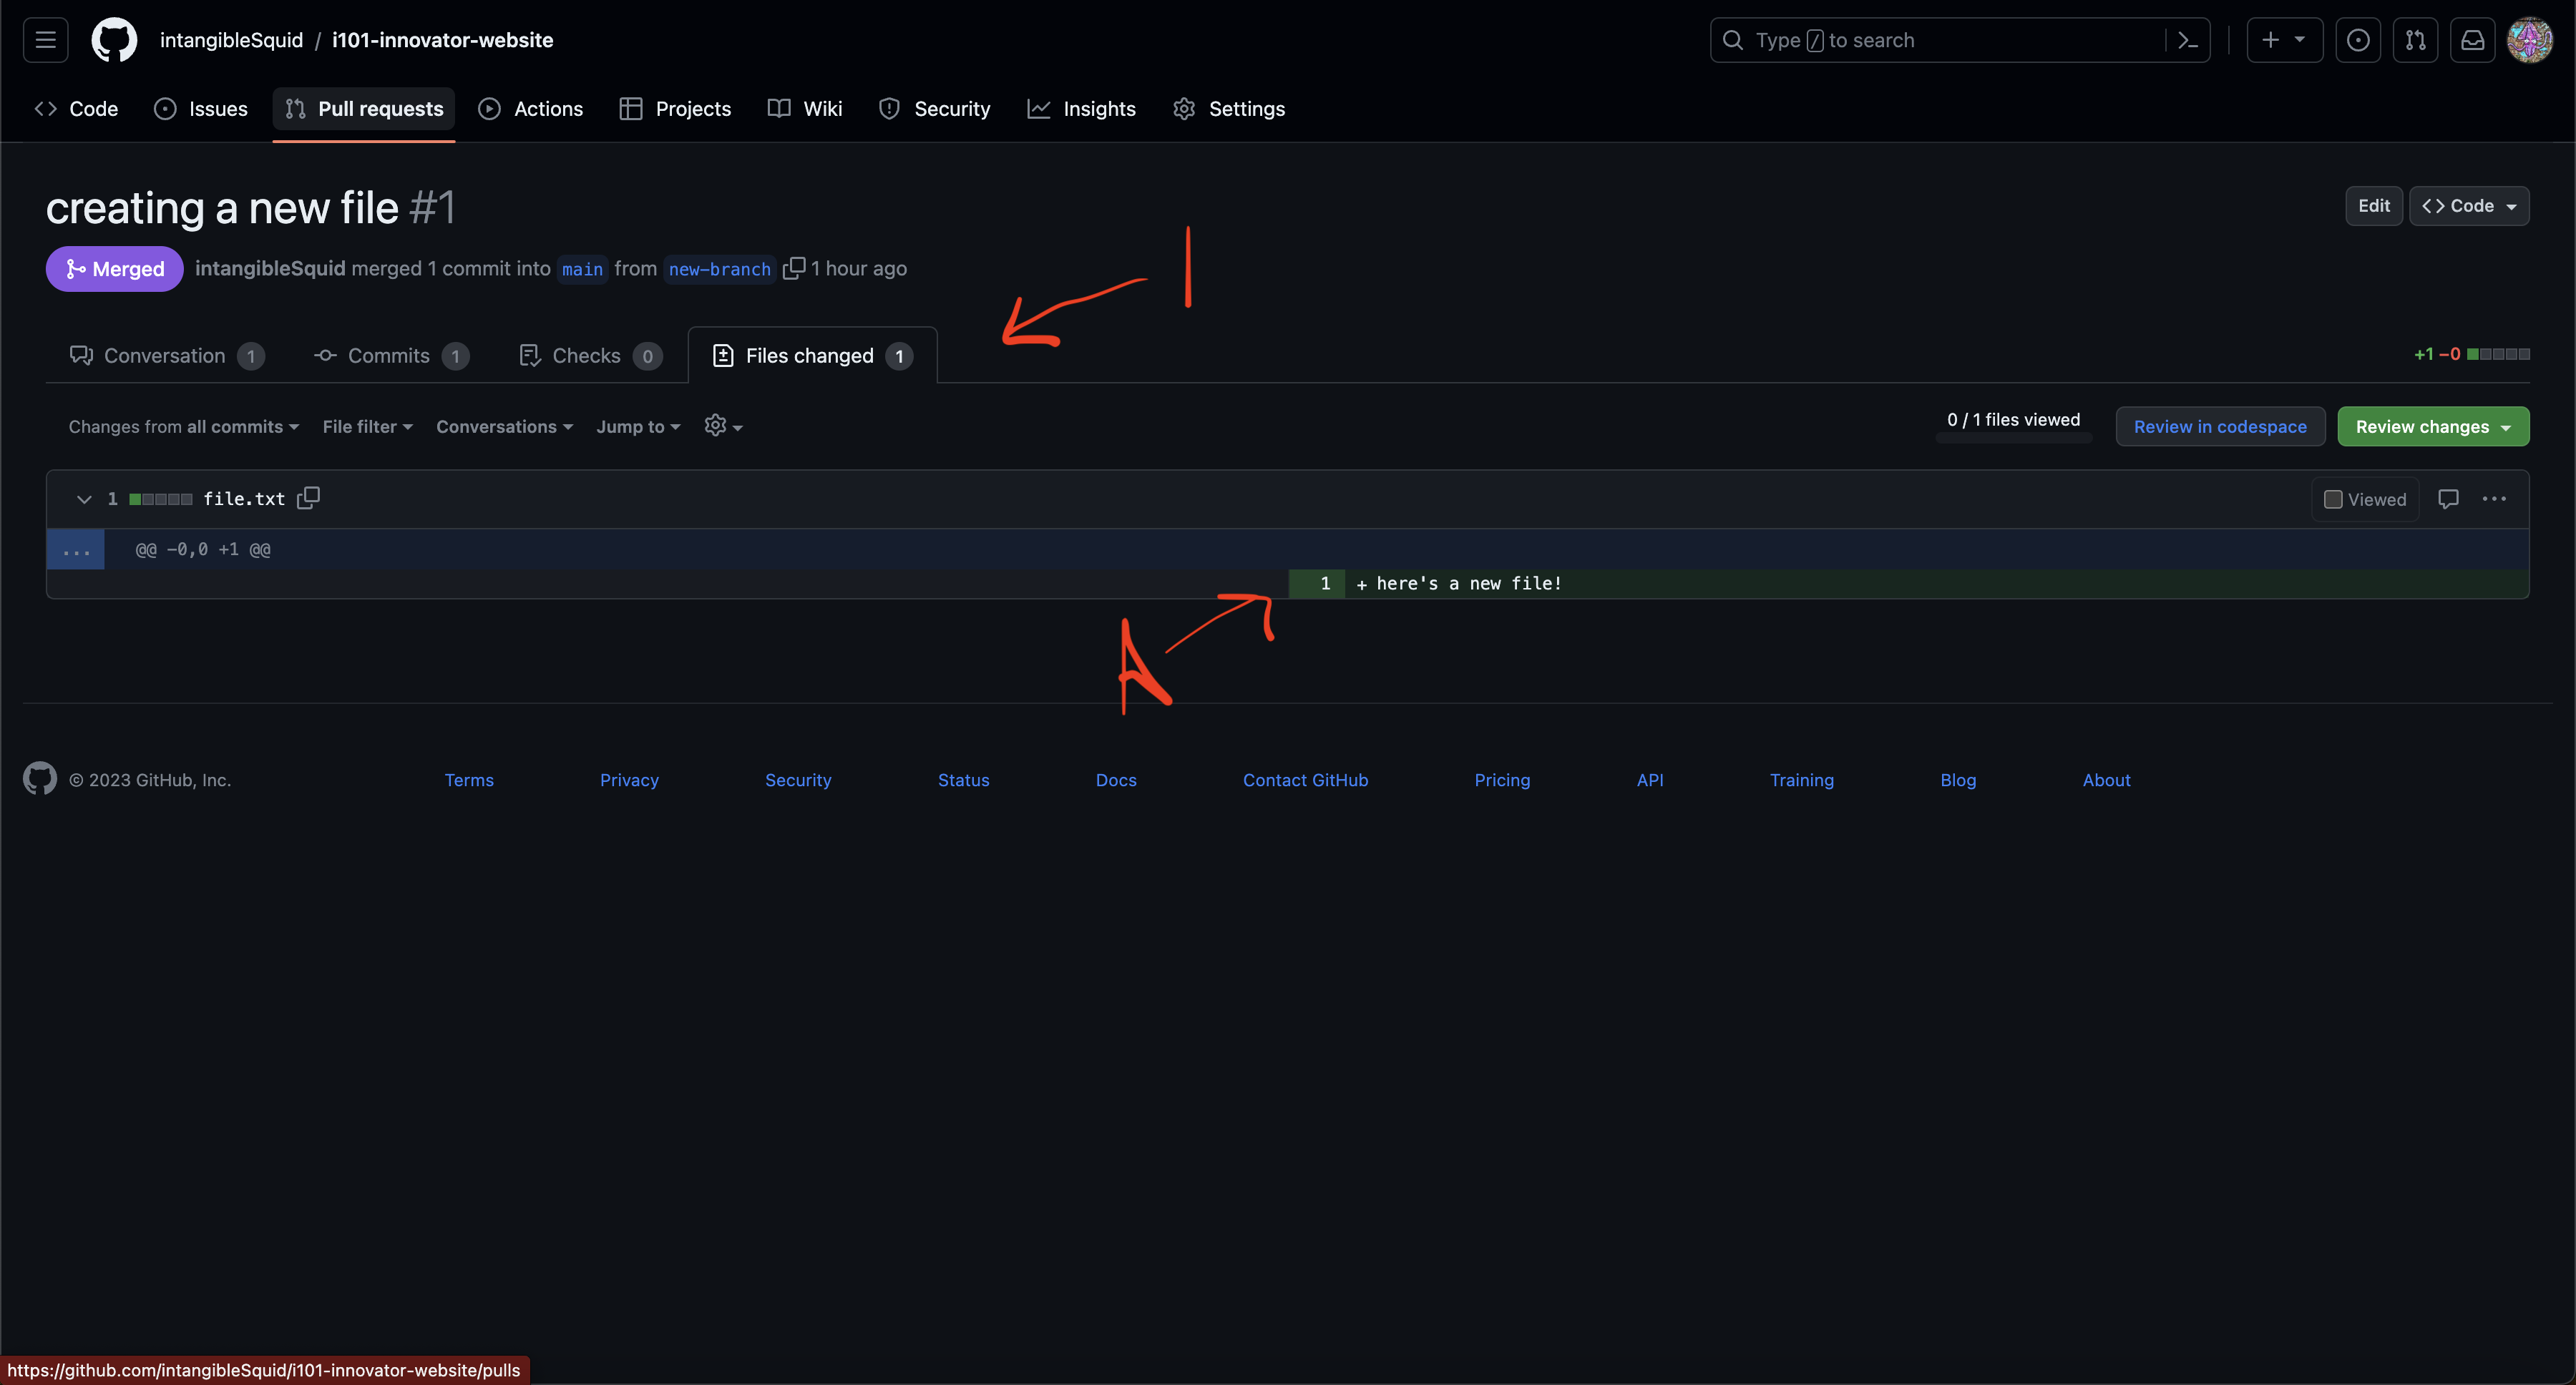 intangibleSquid / i101-innovator-website
Type / to search
Code Issues Pull requests Actions Projects Wiki Security Insights Settings
creating a new file #1
Edit Code
Merged intangibleSquid merged 1 commit into main from new-branch 1 hour ago
1
Conversation 1 Commits 1 Checks 0 Files changed 1 +1 −0
Changes from all commits File filter Conversations Jump to 0 / 1 files viewed Review in codespace Review changes
1 file.txt Viewed
... @@ -0,0 +1 @@
1 + here's a new file!
A
© 2023 GitHub, Inc. Terms Privacy Security Status Docs Contact GitHub Pricing API Training Blog About
https://github.com/intangibleSquid/i101-innovator-website/pulls